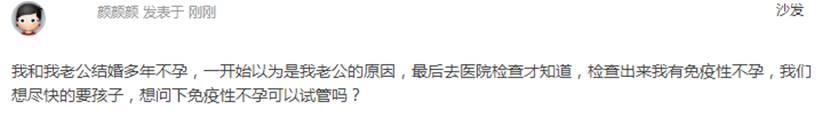 颜颜颜 发表于 刚刚 沙发
我和我老公结婚多年不孕，一开始以为是我老公的原因，最后去医院检查才知道，检查出来我有免疫性不孕，我们
想尽快的要孩子，想问下免疫性不孕可以试管吗？